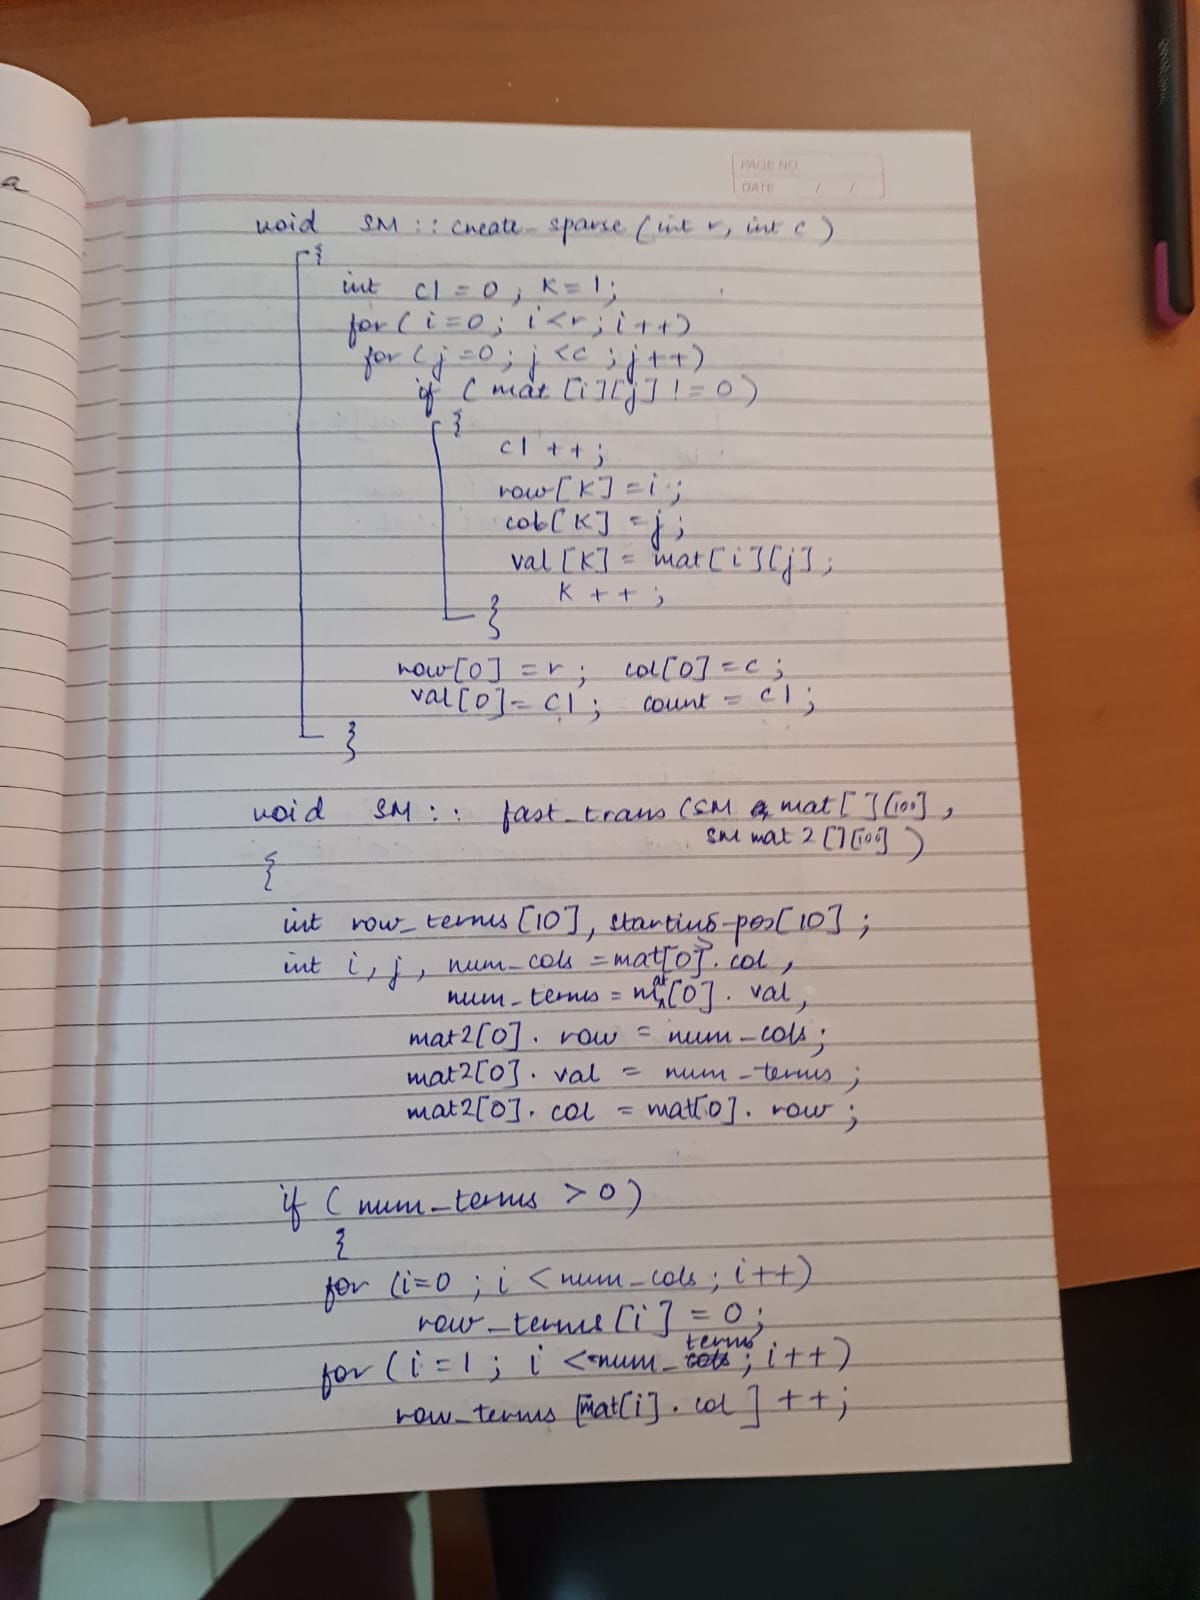 a
PAGE NO.
DATE / /
void SM :: create_sparse (int r, int c)
{
int c1 = 0 ; K = 1;
for ( i=0 ; i<r ; i++)
for ( j=0 ; j<c ; j++)
if ( mat [i][j] != 0 )
{
c1 ++ ;
row[K] = i ;
col[K] = j ;
val [K] = mat[i][j] ;
K ++ ;
}
row[0] = r ; col[0] = c ;
val[0] = c1 ; count = c1 ;
}
void SM : : fast_trans (SM mat[ ][100] ,
SM mat 2 [ ][100] )
{
int row_terms [10] , starting_pos[10] ;
int i , j , num_cols = mat[0] . col ,
num_terms = mat[0] . val ,
mat2[0] . row = num_cols ;
mat2[0] . val = num_terms ;
mat2[0] . col = mat[0] . row ;
if ( num_terms > 0 )
{
for (i=0 ; i < num_cols ; i++)
row_terms [i] = 0 ;
for ( i = 1 ; i <= num_terms ; i++)
row_terms [mat[i] . col ] ++ ;